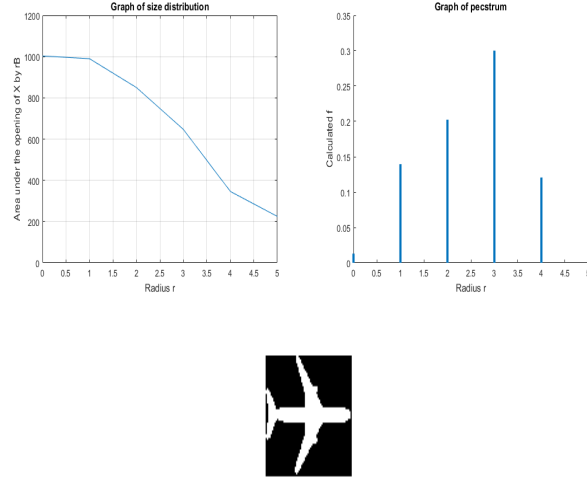 Graph of size distribution
Area under the opening of X by rB
1200
1000
800
600
400
200
0
0 0.5 1 1.5 2 2.5 3 3.5 4 4.5 5
Radius r
Graph of pecstrum
Calculated f
0.35
0.3
0.25
0.2
0.15
0.1
0.05
0
0 0.5 1 1.5 2 2.5 3 3.5 4 4.5
Radius r